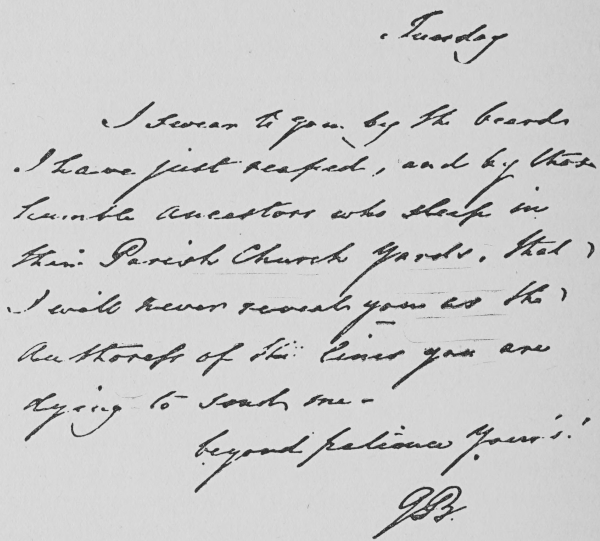 Tuesday
I swear to you, by the beards
I have just reaped, and by those
humble Ancestors who sleep in
their Parish Church Yards, that
I will never reveal you as the
Authoress of the lines you are
dying to send me—
beyond patience Your's!
GB.